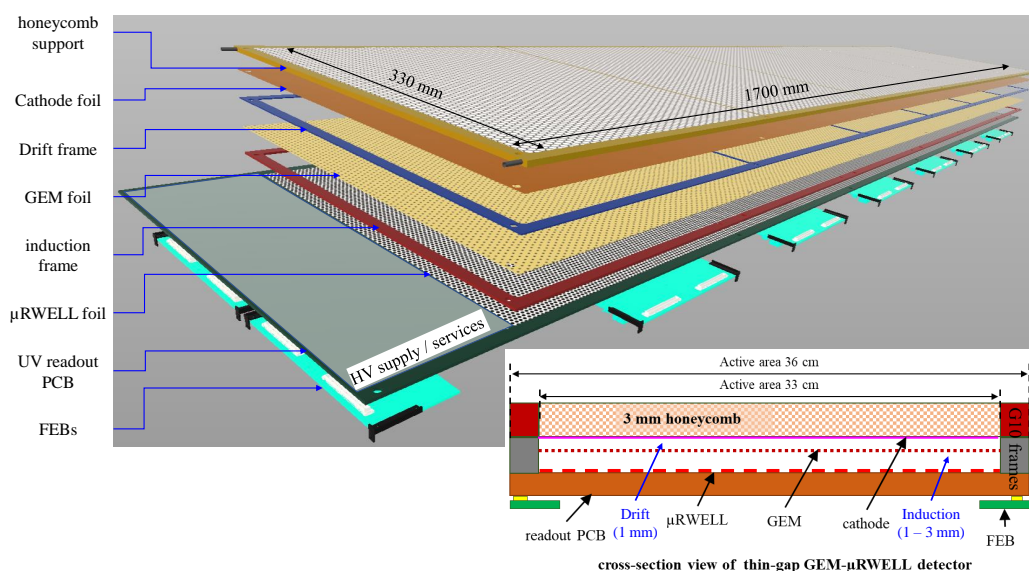 honeycomb
support
Cathode foil
Drift frame
GEM foil
induction
frame
µRWELL foil
UV readout
PCB
FEBs
330 mm
1700 mm
HV supply / services
Active area 36 cm
Active area 33 cm
3 mm honeycomb
G10 frames
readout PCB
Drift
(1 mm)
µRWELL
GEM
cathode
Induction
(1 – 3 mm)
FEB
cross-section view of thin-gap GEM-µRWELL detector